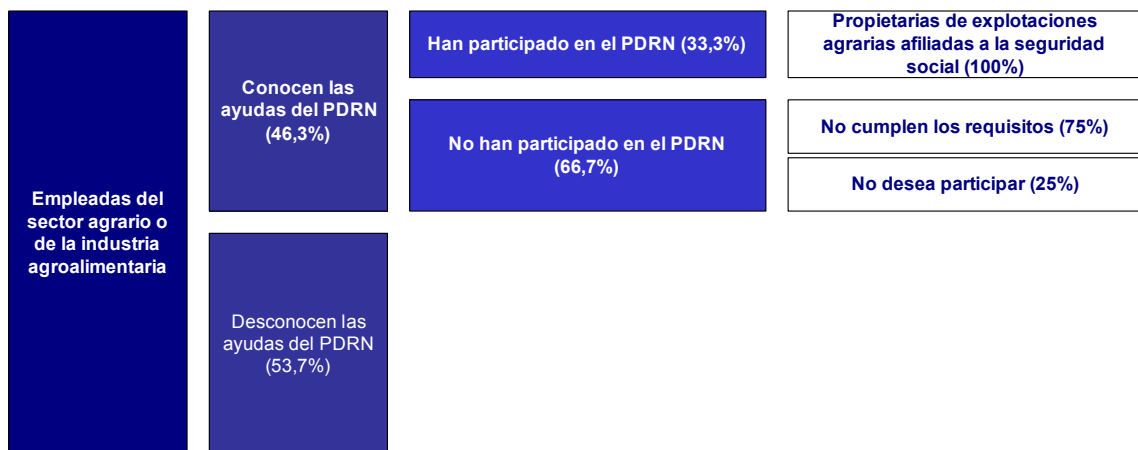 Empleadas del
sector agrario o
de la industria
agroalimentaria
Conocen las
ayudas del PDRN
(46,3%)
Desconocen las
ayudas del PDRN
(53,7%)
Han participado en el PDRN (33,3%)
No han participado en el PDRN
(66,7%)
Propietarias de explotaciones
agrarias afiliadas a la seguridad
social (100%)
No cumplen los requisitos (75%)
No desea participar (25%)